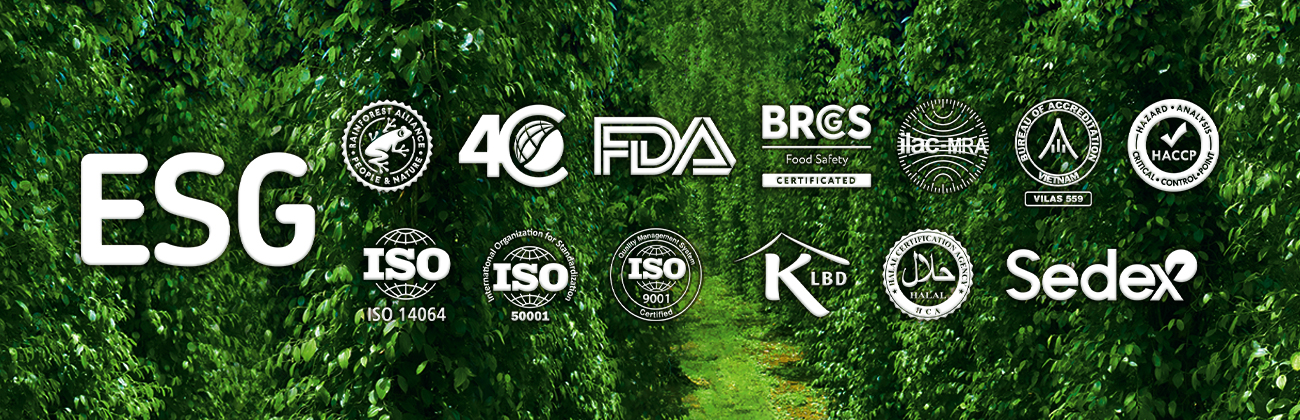 ESG
RAINFOREST ALLIANCE
PEOPLE & NATURE
4C
FDA
BRCGS
Food Safety
CERTIFICATED
ilac-MRA
BUREAU OF ACCREDITATION
VIETNAM
VILAS 559
HAZARD • ANALYSIS
HACCP
CRITICAL • CONTROL • POINT
ISO
ISO 14064
International Organization for Standardization
ISO
50001
Quality Management System
ISO
9001
Certified
K LBD
HALAL CERTIFICATION AGENCY
حلال
HALAL
HCA
Sedex